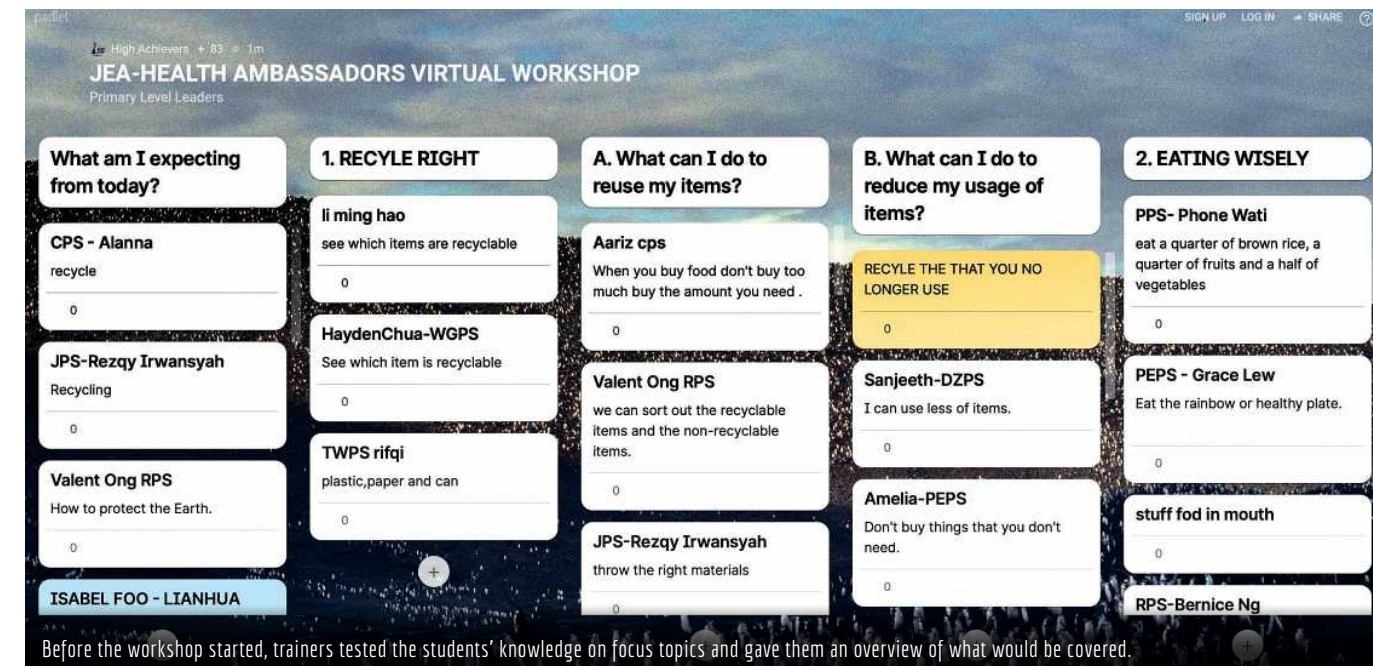 padlet
SIGN UP LOG IN SHARE
High Achievers + 83 1m
JEA-HEALTH AMBASSADORS VIRTUAL WORKSHOP
Primary Level Leaders
What am I expecting
from today?
CPS - Alanna
recycle
0
JPS-Rezqy Irwansyah
Recycling
0
Valent Ong RPS
How to protect the Earth.
0
ISABEL FOO - LIANHUA
1. RECYLE RIGHT
li ming hao
see which items are recyclable
0
HaydenChua-WGPS
See which item is recyclable
0
TWPS rifqi
plastic,paper and can
0
A. What can I do to
reuse my items?
Aariz cps
When you buy food don't buy too
much buy the amount you need .
0
Valent Ong RPS
we can sort out the recyclable
items and the non-recyclable
items.
0
JPS-Rezqy Irwansyah
throw the right materials
0
B. What can I do to
reduce my usage of
items?
RECYLE THE THAT YOU NO
LONGER USE
0
Sanjeeth-DZPS
I can use less of items.
0
Amelia-PEPS
Don't buy things that you don't
need.
0
2. EATING WISELY
PPS- Phone Wati
eat a quarter of brown rice, a
quarter of fruits and a half of
vegetables
0
PEPS - Grace Lew
Eat the rainbow or healthy plate.
0
stuff fod in mouth
0
RPS-Bernice Ng
Before the workshop started, trainers tested the students' knowledge on focus topics and gave them an overview of what would be covered.